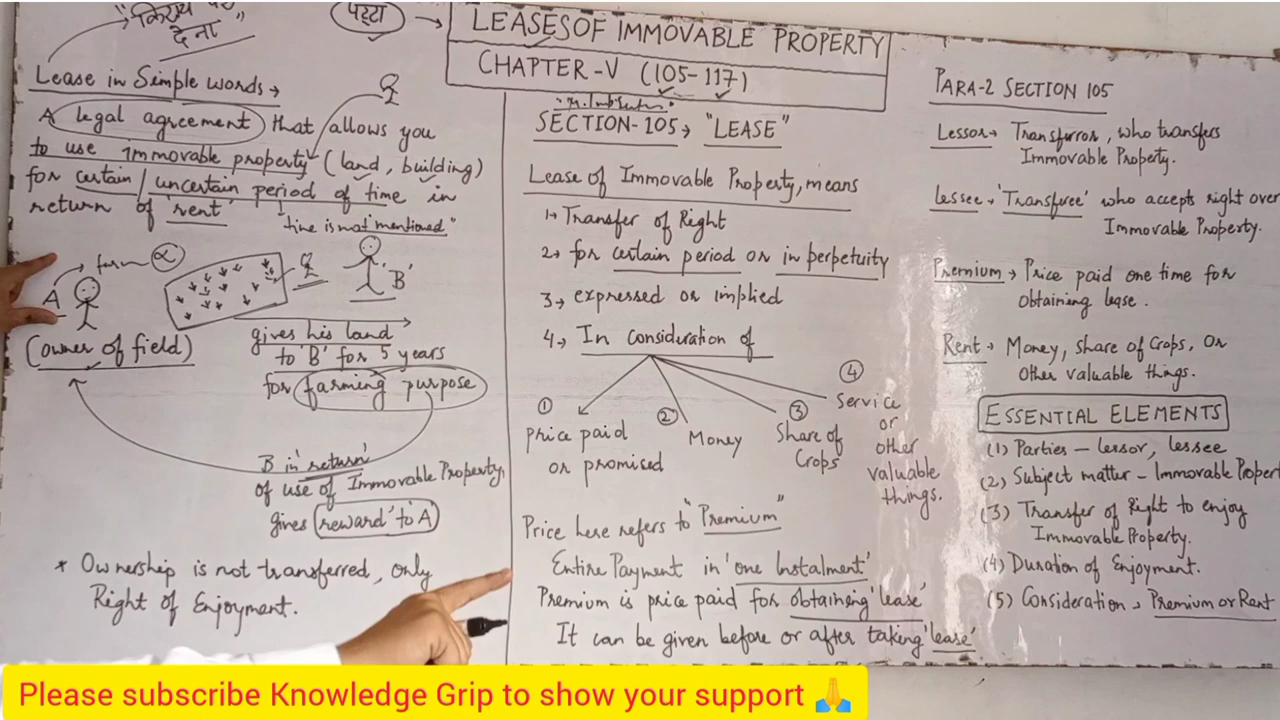 "किराये पर
देना"
पट्टा
LEASES OF IMMOVABLE PROPERTY
CHAPTER-V (105-117)
Lease in Simple words →
A legal agreement that allows you
to use immovable property (land, building)
for certain/uncertain period of time in
return of 'rent'
"time is not mentioned"
A
farm
'B'
(owner of field)
gives his land
to 'B' for 5 years
for farming purpose
B in 'return'
of use of Immovable Property,
gives 'reward' to 'A'
* Ownership is not transferred, only
Right of Enjoyment.
SECTION-105 → "LEASE"
Lease of Immovable Property, means
1→ Transfer of Right
2→ for certain period or in perpetuity
3→ expressed or implied
4→ In consideration of
① price paid
or promised
② Money
③ Share of
Crops
④ Service
or
other
valuable
things.
Price here refers to "Premium"
Entire Payment in 'one Instalment'
Premium is price paid for obtaining 'lease'
It can be given before or after taking 'lease'
PARA-2 SECTION 105
Lessor → Transferror, who transfers
Immovable Property.
Lessee → 'Transferee' who accepts right over
Immovable Property.
Premium → Price paid one time for
obtaining lease.
Rent → Money, share of Crops, or
Other valuable things.
ESSENTIAL ELEMENTS
(1) Parties – lessor, lessee
(2) Subject matter – Immovable Propert
(3) Transfer of Right to enjoy
Immovable Property.
(4) Duration of Enjoyment.
(5) Consideration → Premium or Rent
Please subscribe Knowledge Grip to show your support 🙏